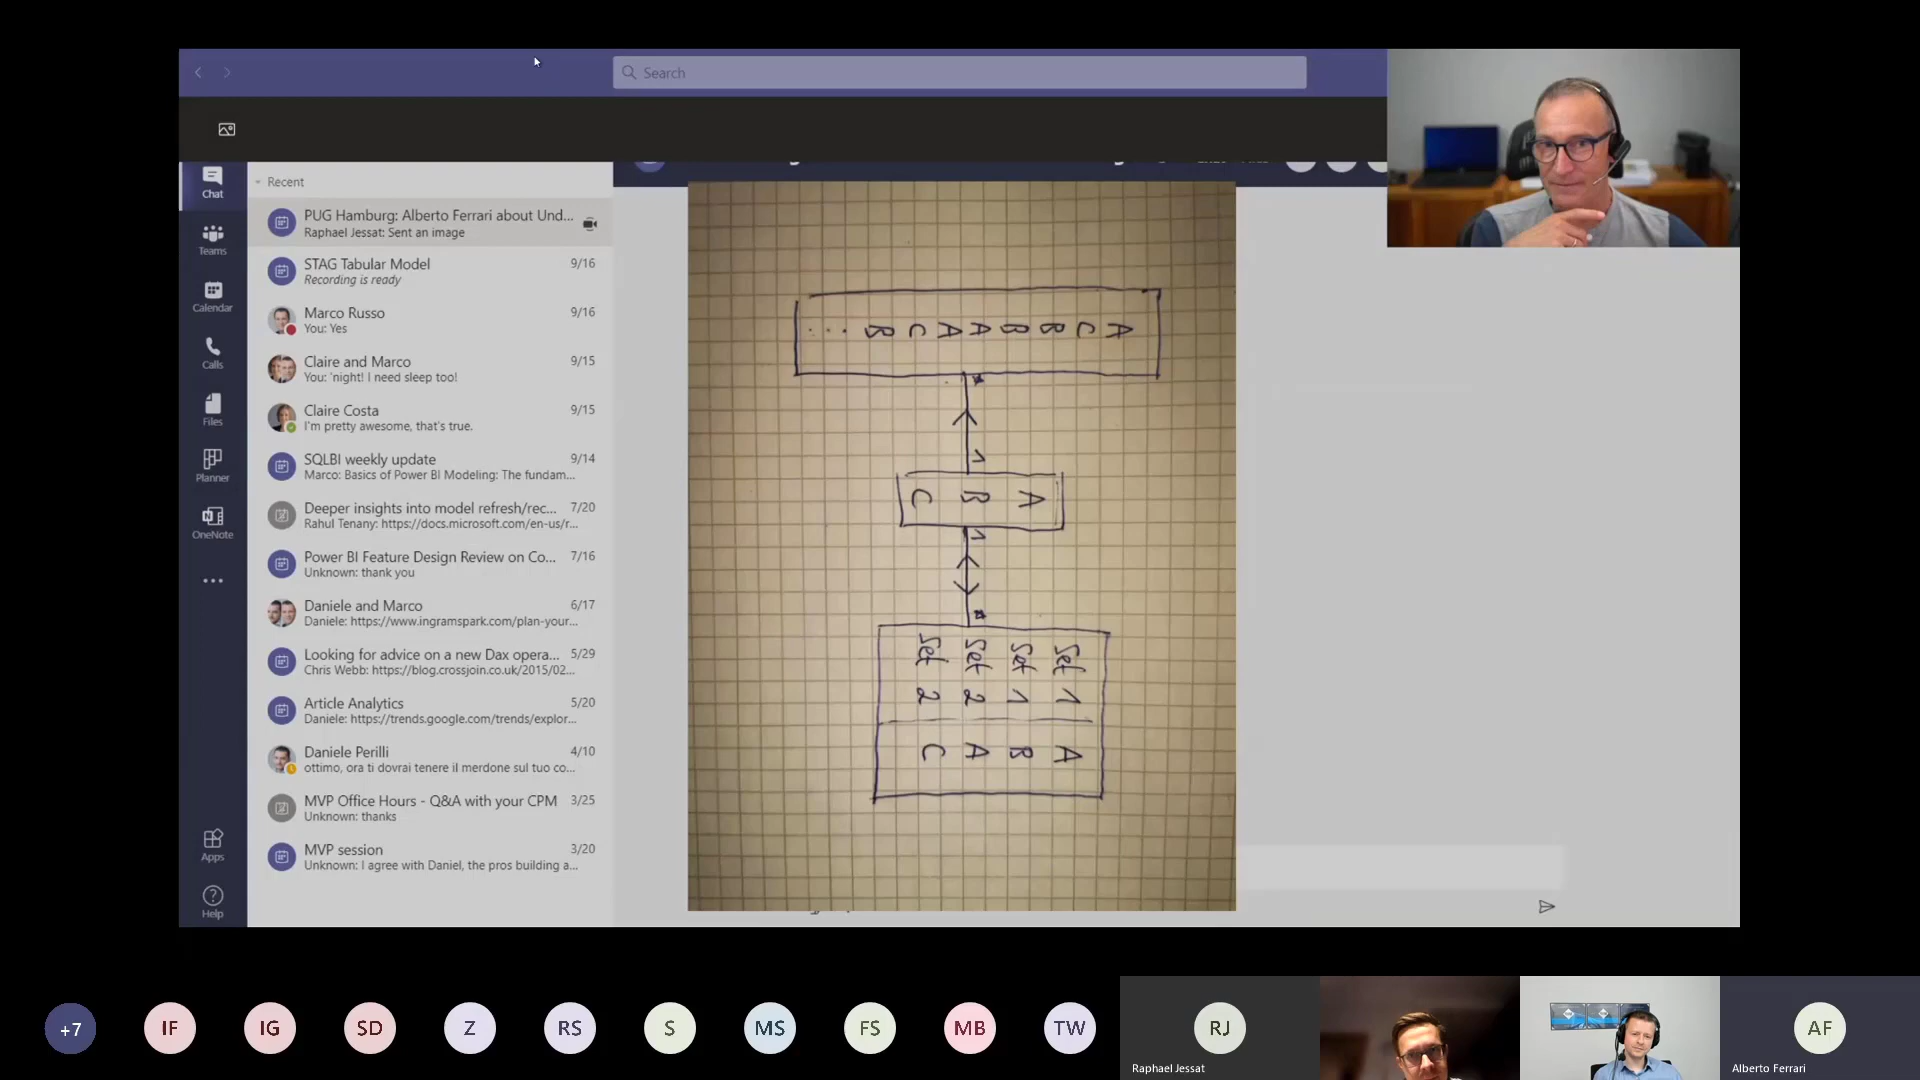 Search
Chat
Teams
Calendar
Calls
Files
Planner
OneNote
Apps
Help
Recent
PUG Hamburg: Alberto Ferrari about Und...
Raphael Jessat: Sent an image
STAG Tabular Model 9/16
Recording is ready
Marco Russo 9/16
You: Yes
Claire and Marco 9/15
You: 'night! I need sleep too!
Claire Costa 9/15
I'm pretty awesome, that's true.
SQLBI weekly update 9/14
Marco: Basics of Power BI Modeling: The fundam...
Deeper insights into model refresh/rec... 7/20
Rahul Tenany: https://docs.microsoft.com/en-us/r...
Power BI Feature Design Review on Co... 7/16
Unknown: thank you
Daniele and Marco 6/17
Daniele: https://www.ingramspark.com/plan-your...
Looking for advice on a new Dax opera... 5/29
Chris Webb: https://blog.crossjoin.co.uk/2015/02...
Article Analytics 5/20
Daniele: https://trends.google.com/trends/explor...
Daniele Perilli 4/10
ottimo, ora ti dovrai tenere il merdone sul tuo co...
MVP Office Hours - Q&A with your CPM 3/25
Unknown: thanks
MVP session 3/20
Unknown: I agree with Daniel, the pros building a...
A
C
B
B
A
A
C
B
...
* 1
A
B
C
1 *
Set 1 A
Set 1 B
Set 2 A
Set 2 C
+7 IF IG SD Z RS S MS FS MB TW RJ AF
Raphael Jessat
Alberto Ferrari